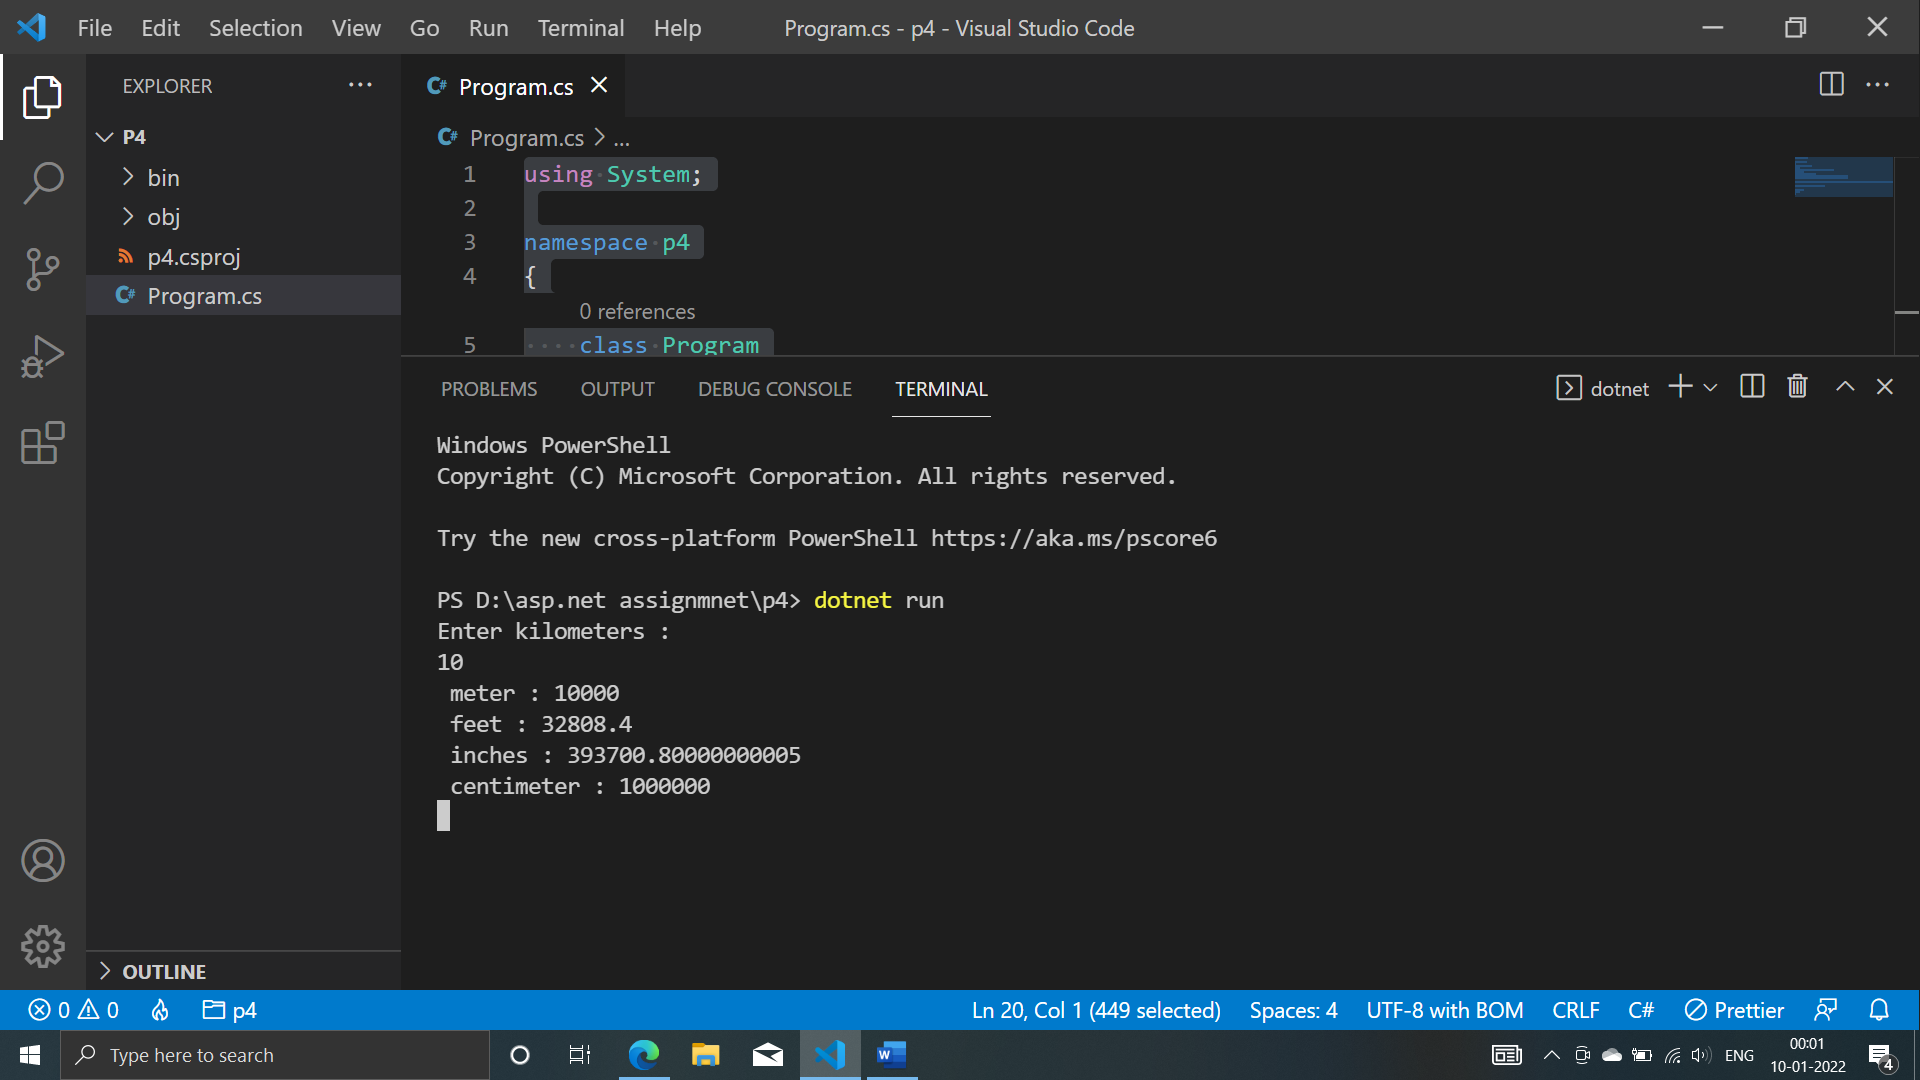 File Edit Selection View Go Run Terminal Help Program.cs - p4 - Visual Studio Code
EXPLORER
P4
bin
obj
p4.csproj
C# Program.cs
OUTLINE
C# Program.cs
C# Program.cs > ...
1 using System;
2
3 namespace p4
4 {
0 references
5 class Program
PROBLEMS OUTPUT DEBUG CONSOLE TERMINAL dotnet
Windows PowerShell
Copyright (C) Microsoft Corporation. All rights reserved.
Try the new cross-platform PowerShell https://aka.ms/pscore6
PS D:\asp.net assignmnet\p4> dotnet run
Enter kilometers :
10
meter : 10000
feet : 32808.4
inches : 393700.80000000005
centimeter : 1000000
0 0 p4 Ln 20, Col 1 (449 selected) Spaces: 4 UTF-8 with BOM CRLF C# Prettier
Type here to search W ENG 00:01
10-01-2022 4